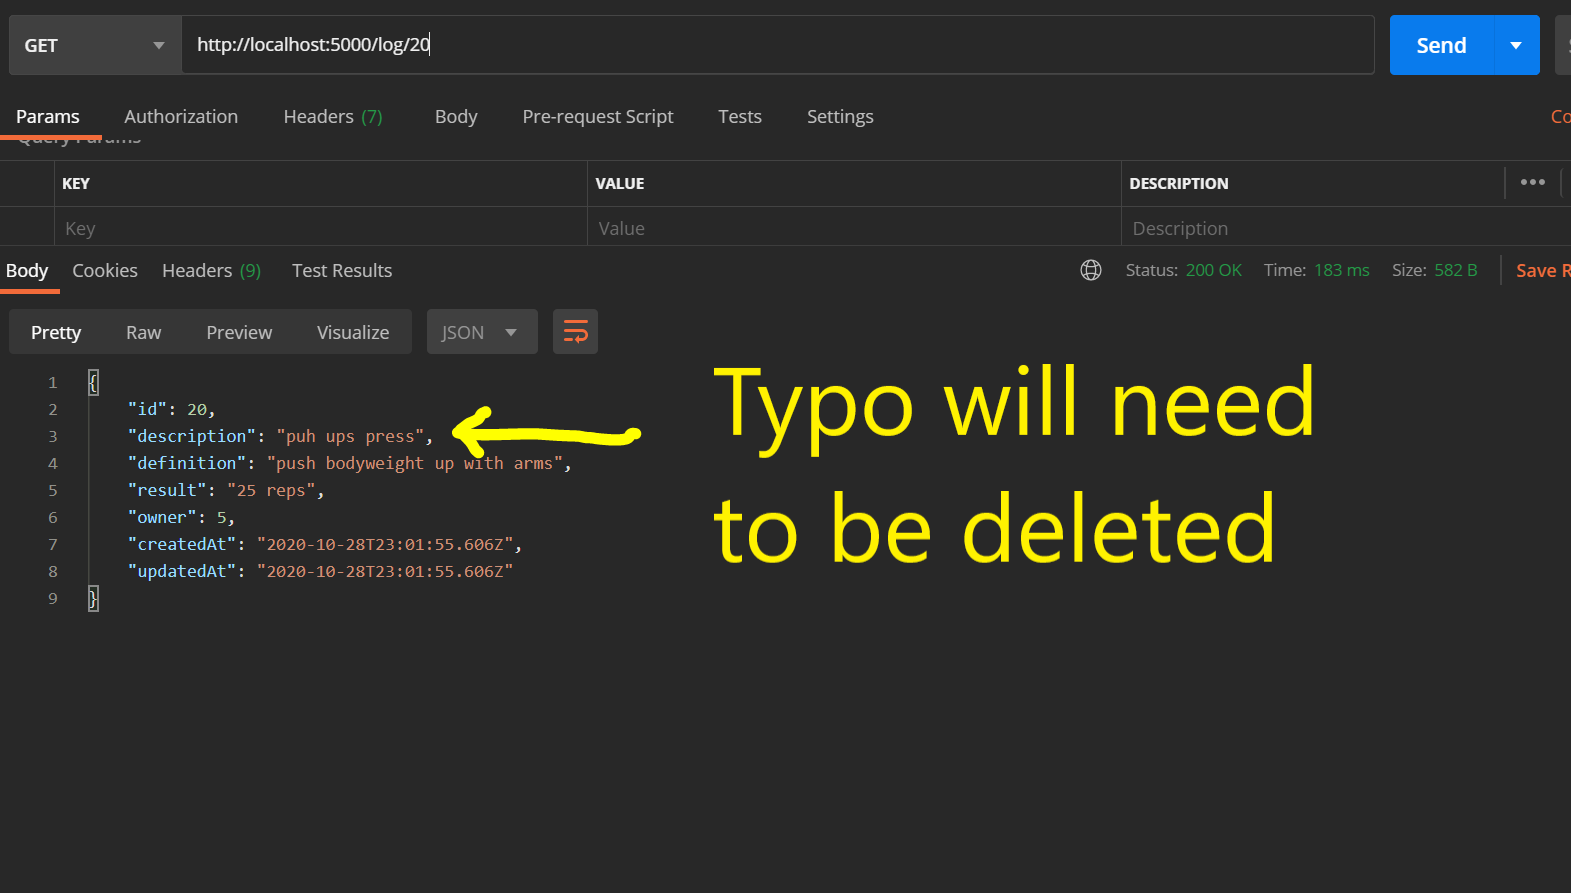 GET http://localhost:5000/log/20 Send
Params Authorization Headers (7) Body Pre-request Script Tests Settings
Query Params
KEY VALUE DESCRIPTION •••
Key Value Description
Body Cookies Headers (9) Test Results Status: 200 OK Time: 183 ms Size: 582 B Save
Pretty Raw Preview Visualize JSON
1 {
2 "id": 20,
3 "description": "puh ups press",
4 "definition": "push bodyweight up with arms",
5 "result": "25 reps",
6 "owner": 5,
7 "createdAt": "2020-10-28T23:01:55.606Z",
8 "updatedAt": "2020-10-28T23:01:55.606Z"
9 }
Typo will need
to be deleted